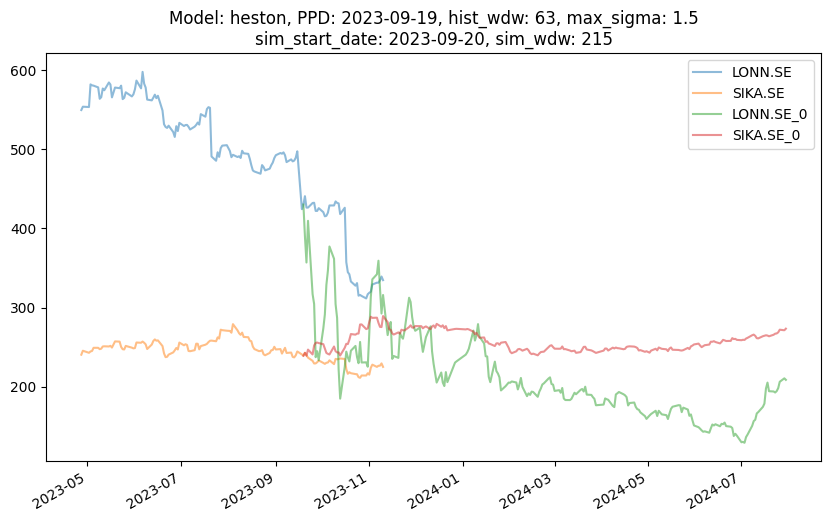 Model: heston, PPD: 2023-09-19, hist_wdw: 63, max_sigma: 1.5
sim_start_date: 2023-09-20, sim_wdw: 215
LONN.SE
SIKA.SE
LONN.SE_0
SIKA.SE_0
600
500
400
300
200
2023-05
2023-07
2023-09
2023-11
2024-01
2024-03
2024-05
2024-07